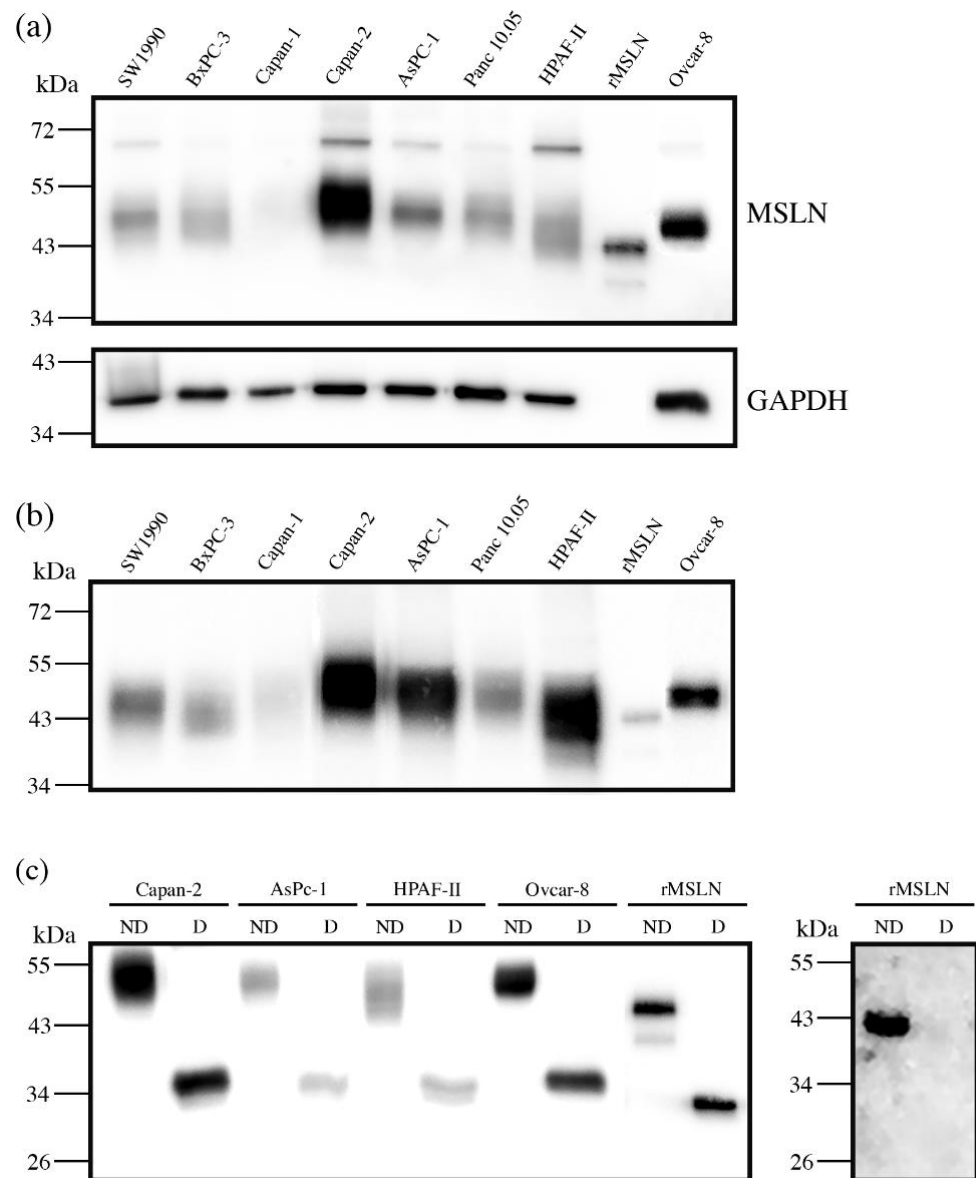 (a)
SW1990 BxPC-3 Capan-1 Capan-2 AsPC-1 Panc 10.05 HPAF-II rMSLN Ovcar-8
kDa
72
55
43
34
MSLN
43
34
GAPDH
(b)
SW1990 BxPC-3 Capan-1 Capan-2 AsPC-1 Panc 10.05 HPAF-II rMSLN Ovcar-8
kDa
72
55
43
34
(c)
Capan-2 AsPc-1 HPAF-II Ovcar-8 rMSLN
kDa ND D ND D ND D ND D ND D
55
43
34
26
rMSLN
kDa ND D
55
43
34
26